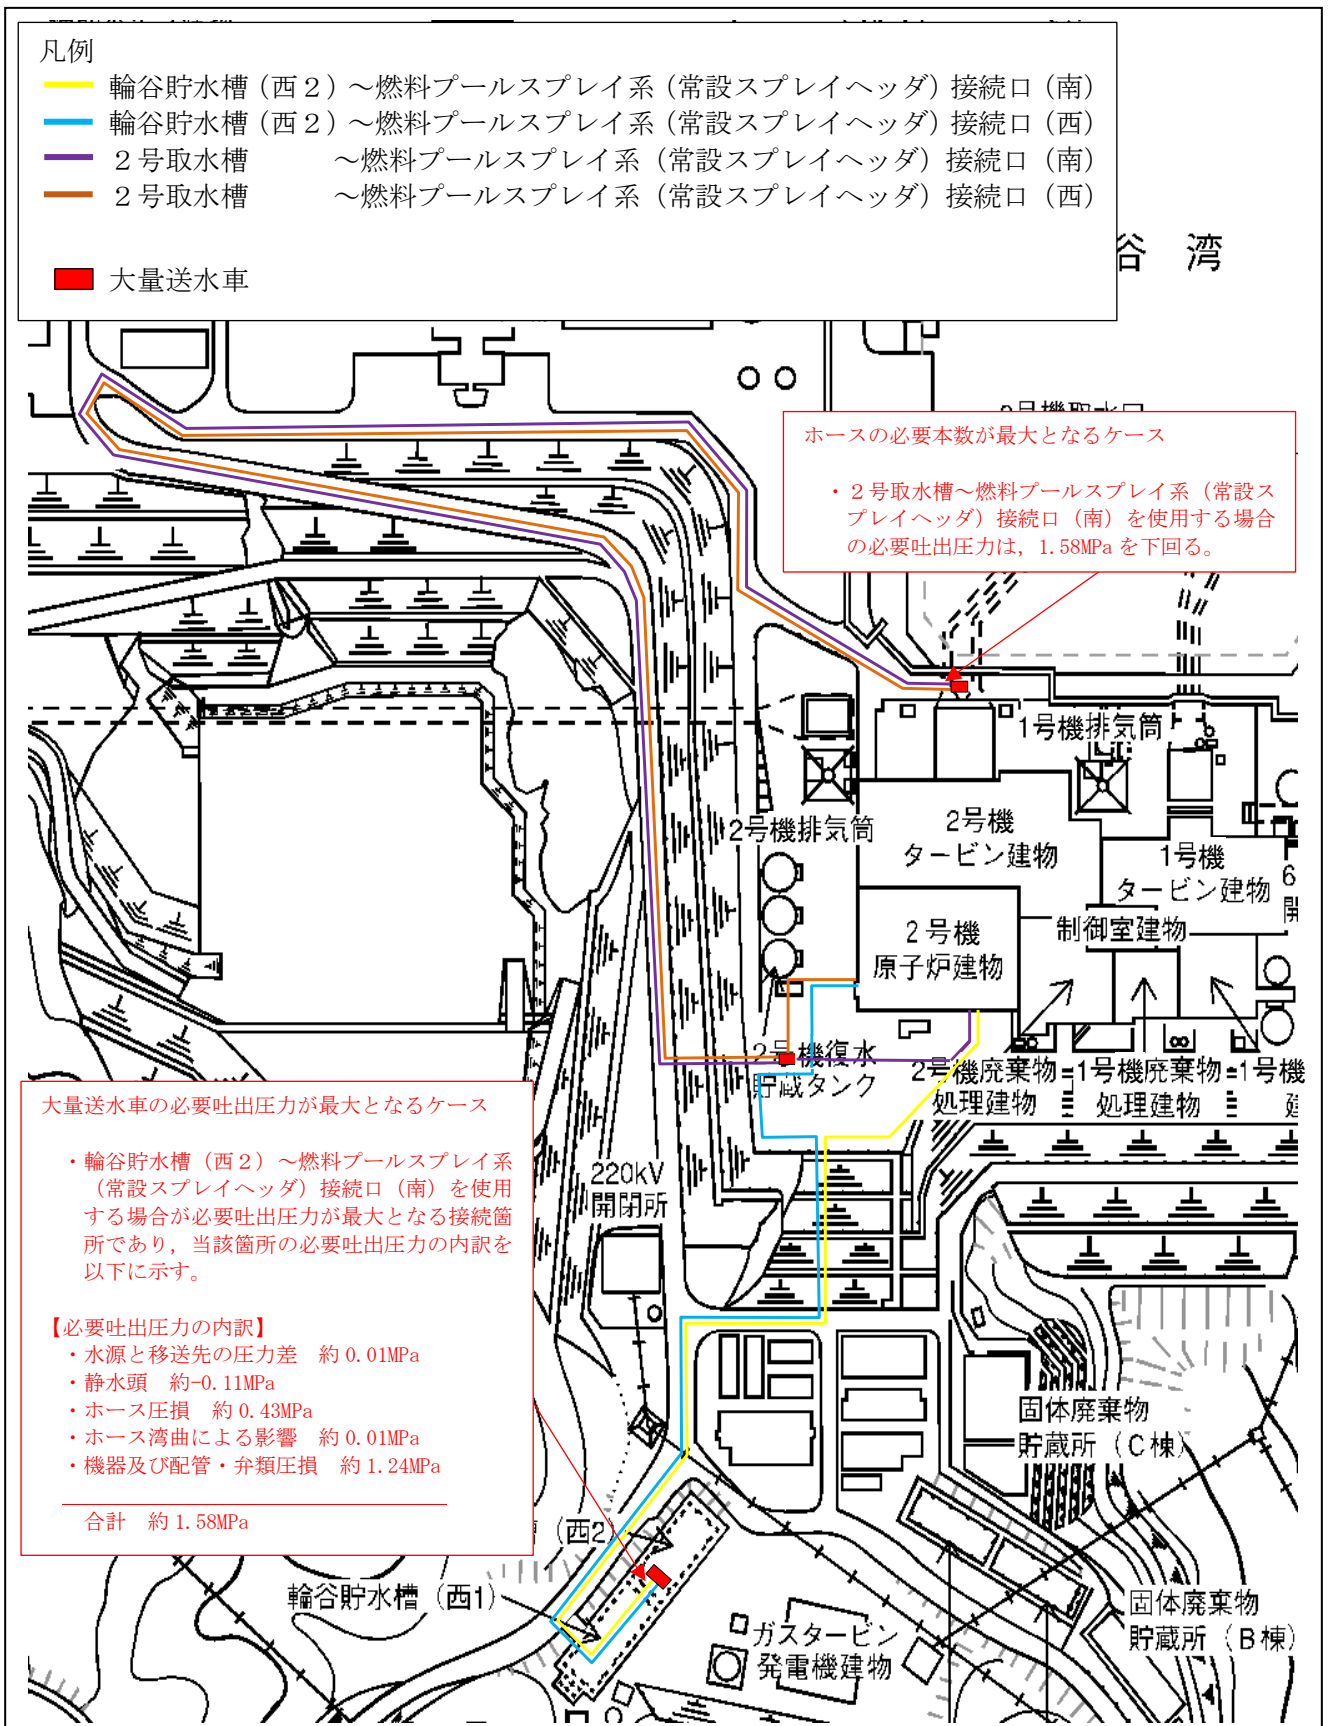 凡例
輪谷貯水槽（西２）～燃料プールスプレイ系（常設スプレイヘッダ）接続口（南）
輪谷貯水槽（西２）～燃料プールスプレイ系（常設スプレイヘッダ）接続口（西）
２号取水槽　　　～燃料プールスプレイ系（常設スプレイヘッダ）接続口（南）
２号取水槽　　　～燃料プールスプレイ系（常設スプレイヘッダ）接続口（西）
大量送水車
谷 湾
ホースの必要本数が最大となるケース
・２号取水槽～燃料プールスプレイ系（常設ス
プレイヘッダ）接続口（南）を使用する場合
の必要吐出圧力は，1.58MPaを下回る。
1号機排気筒
2号機排気筒
2号機
タービン建物
1号機
タービン建物
6
開
制御室建物
2号機
原子炉建物
2号機復水
貯蔵タンク
2号機廃棄物
処理建物
1号機廃棄物
処理建物
1号機
大量送水車の必要吐出圧力が最大となるケース
・輪谷貯水槽（西２）～燃料プールスプレイ系
（常設スプレイヘッダ）接続口（南）を使用
する場合が必要吐出圧力が最大となる接続箇
所であり，当該箇所の必要吐出圧力の内訳を
以下に示す。
【必要吐出圧力の内訳】
・水源と移送先の圧力差　約0.01MPa
・静水頭　約-0.11MPa
・ホース圧損　約0.43MPa
・ホース湾曲による影響　約0.01MPa
・機器及び配管・弁類圧損　約1.24MPa
合計　約1.58MPa
220kV
開閉所
固体廃棄物
貯蔵所（C棟）
（西2）
輪谷貯水槽（西1）
ガスタービン
発電機建物
固体廃棄物
貯蔵所（B棟）